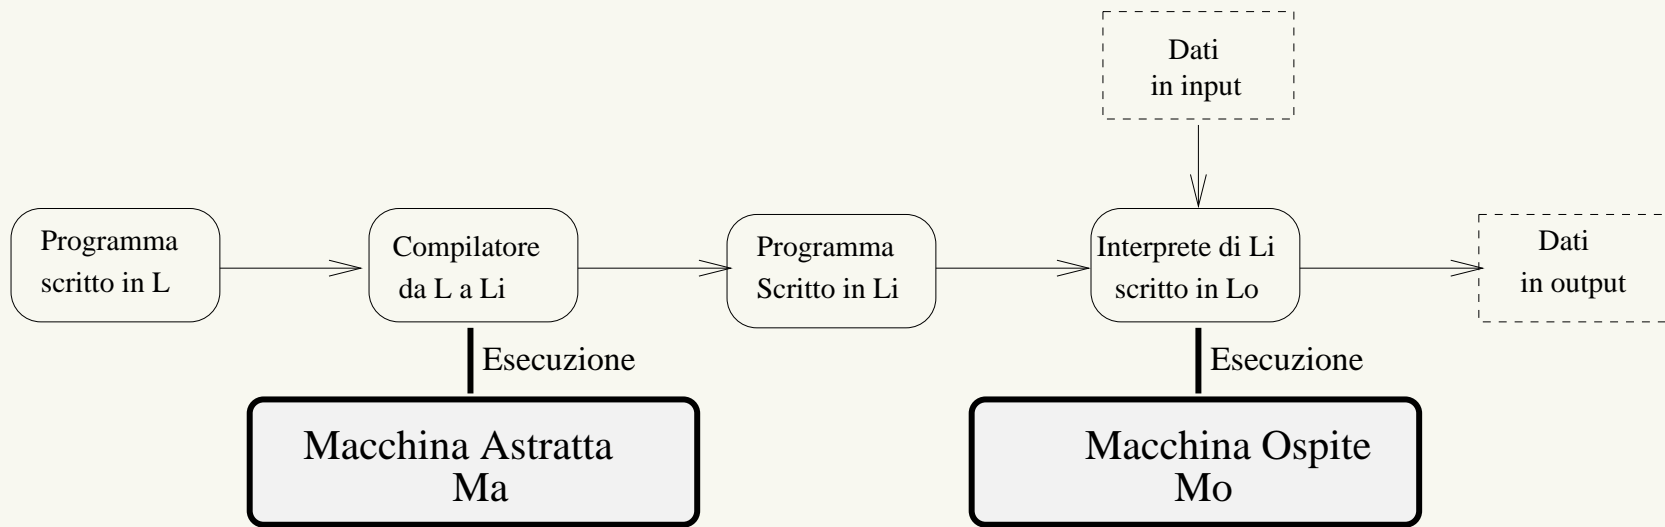 Dati
in input
Programma
scritto in L
Compilatore
da L a Li
Programma
Scritto in Li
Interprete di Li
scritto in Lo
Dati
in output
Esecuzione
Esecuzione
Macchina Astratta
Ma
Macchina Ospite
Mo